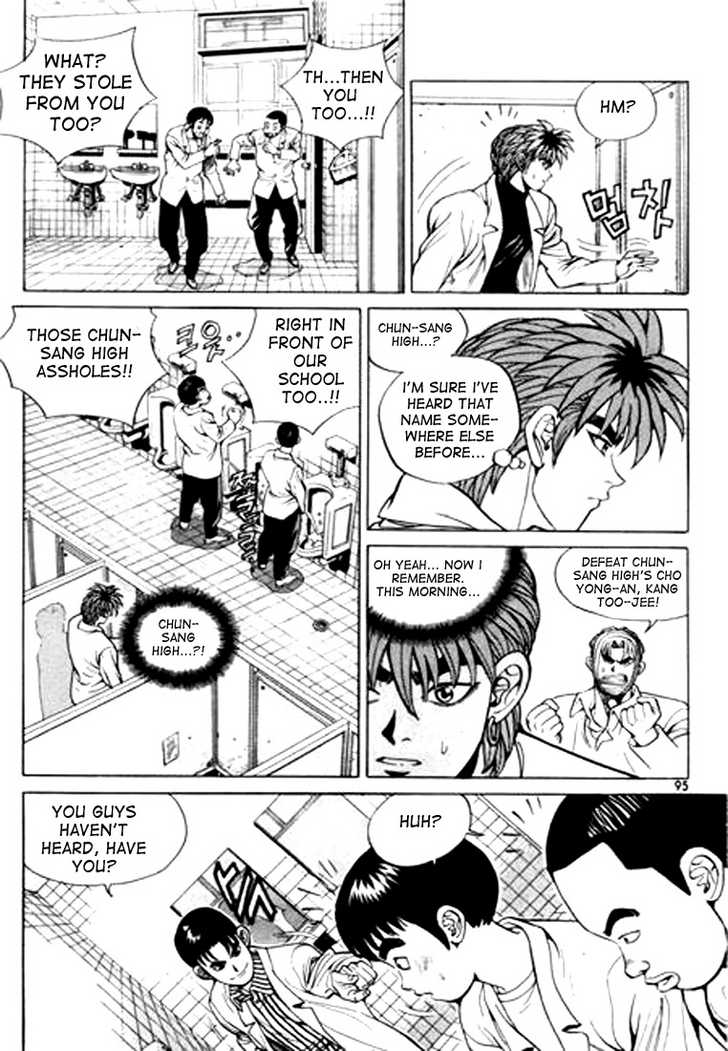 WHAT?
THEY STOLE
FROM YOU
TOO?
TH...THEN
YOU
TOO...!!
HM?
멈칫
THOSE CHUN-
SANG HIGH
ASSHOLES!!
RIGHT IN
FRONT OF
OUR
SCHOOL
TOO..!!
CHUN-
SANG
HIGH...?!
CHUN-SANG
HIGH...?
I'M SURE I'VE
HEARD THAT
NAME SOME-
WHERE ELSE
BEFORE...
OH YEAH... NOW I
REMEMBER.
THIS MORNING...
DEFEAT CHUN-
SANG HIGH'S CHO
YONG-AN, KANG
TOO-JEE!
95
YOU GUYS
HAVEN'T
HEARD, HAVE
YOU?
HUH?